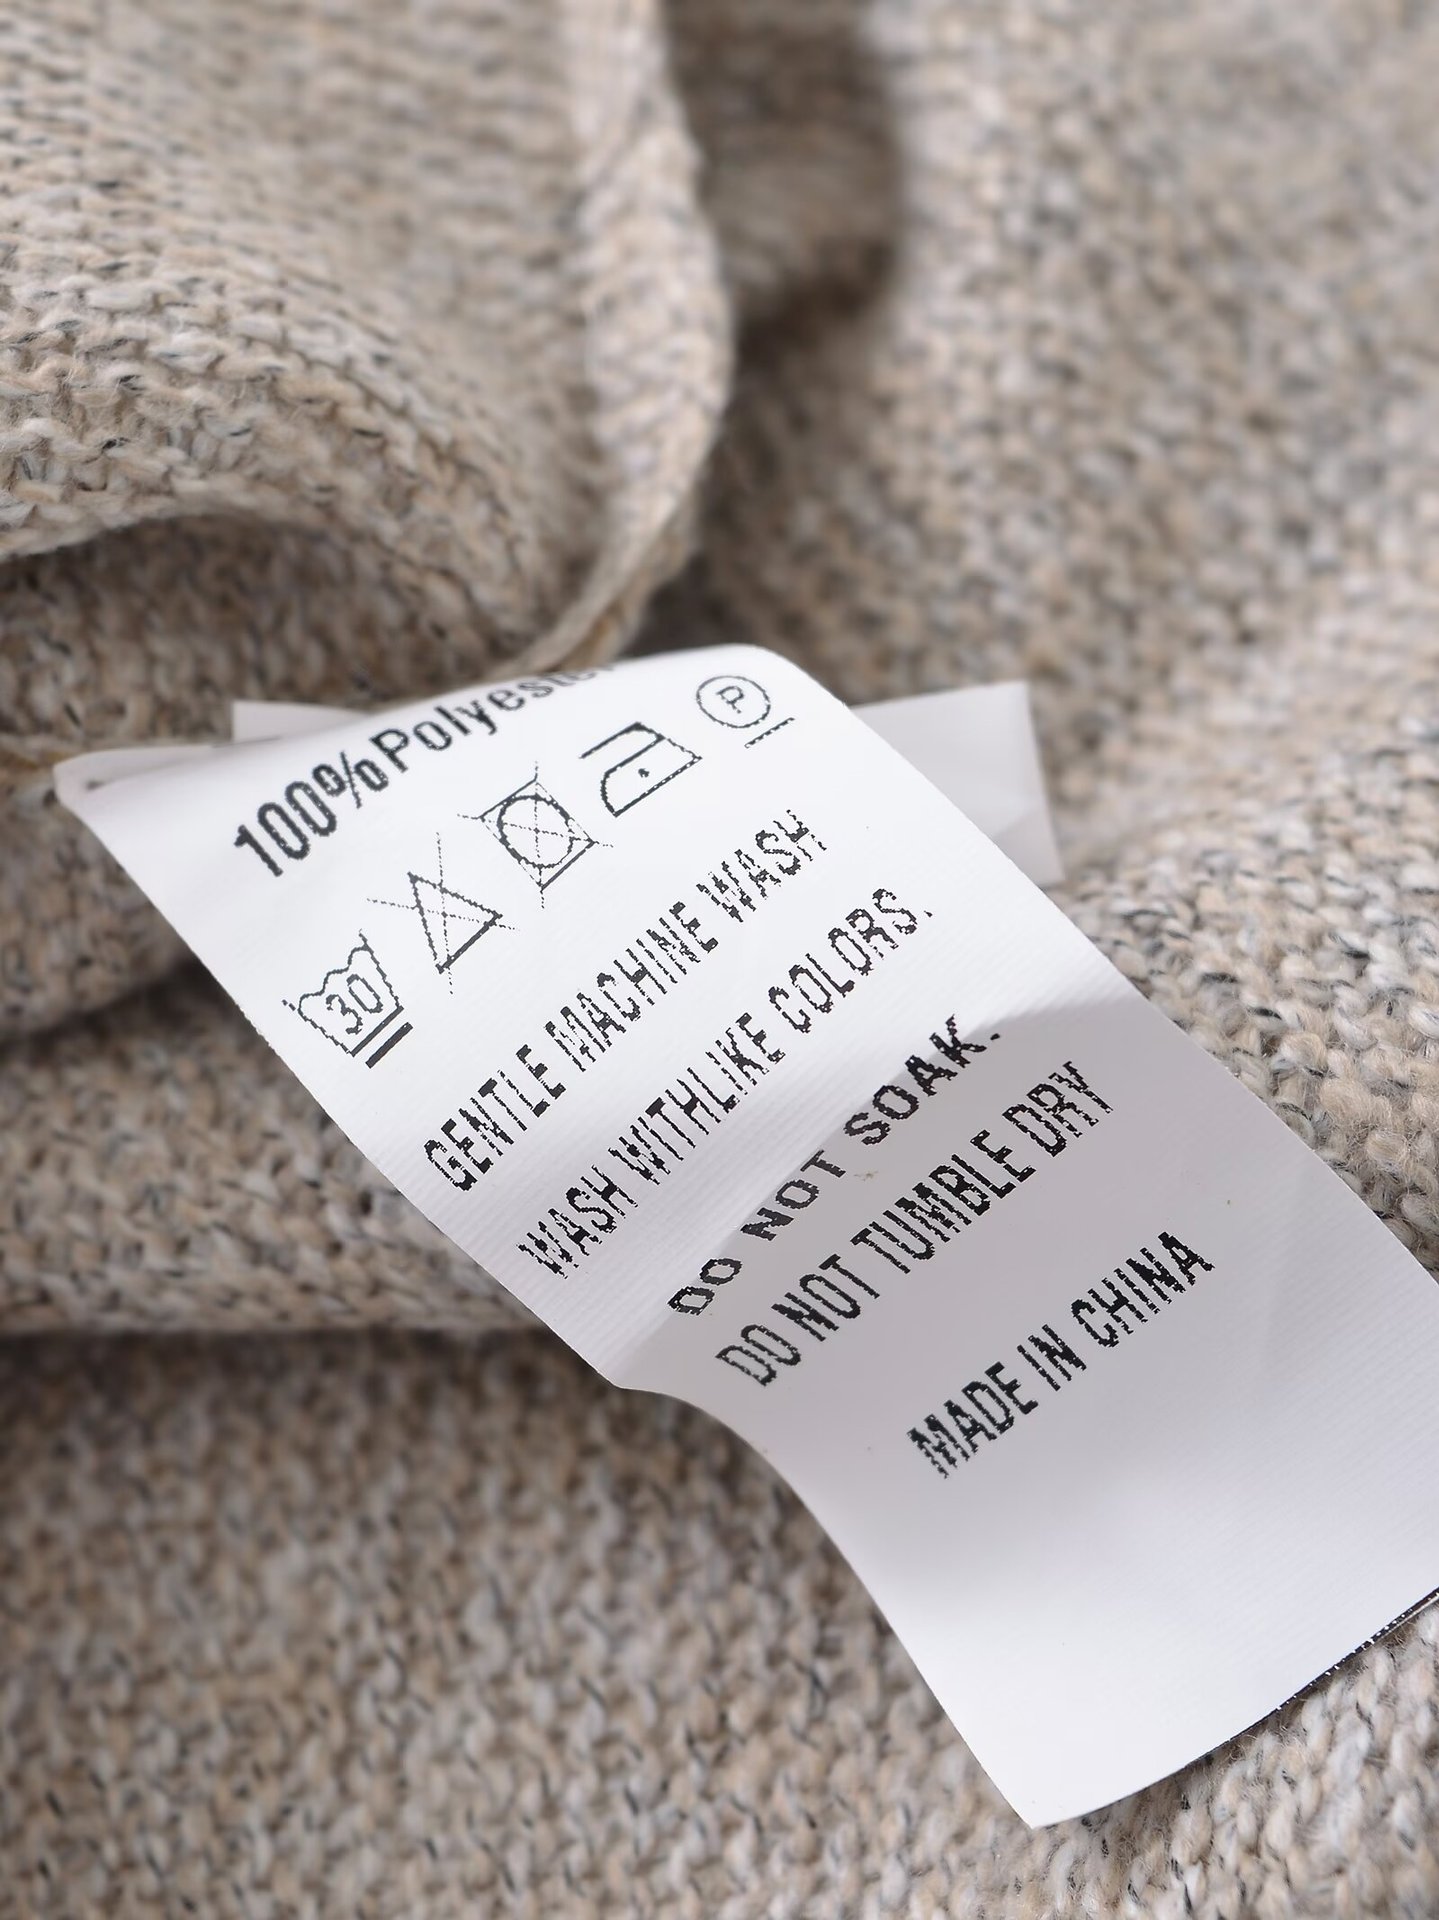 100%Polyester
30
P
GENTLE MACHINE WASH
WASH WITHLIKE COLORS.
DO NOT SOAK.
DO NOT TUMBLE DRY
MADE IN CHINA